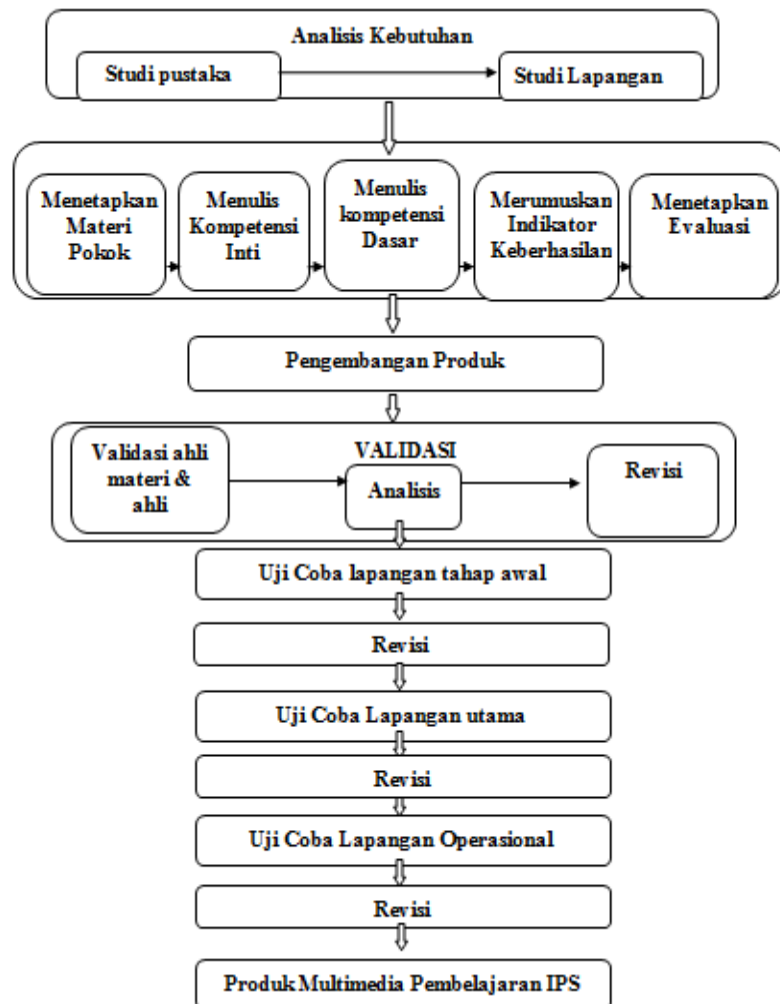 Analisis Kebutuhan
Studi pustaka
Studi Lapangan
Menetapkan
Materi
Pokok
Menulis
Kompetensi
Inti
Menulis
kompetensi
Dasar
Merumuskan
Indikator
Keberhasilan
Menetapkan
Evaluasi
Pengembangan Produk
VALIDASI
Validasi ahli
materi &
ahli
Analisis
Revisi
Uji Coba lapangan tahap awal
Revisi
Uji Coba Lapangan utama
Revisi
Uji Coba Lapangan Operasional
Revisi
Produk Multimedia Pembelajaran IPS